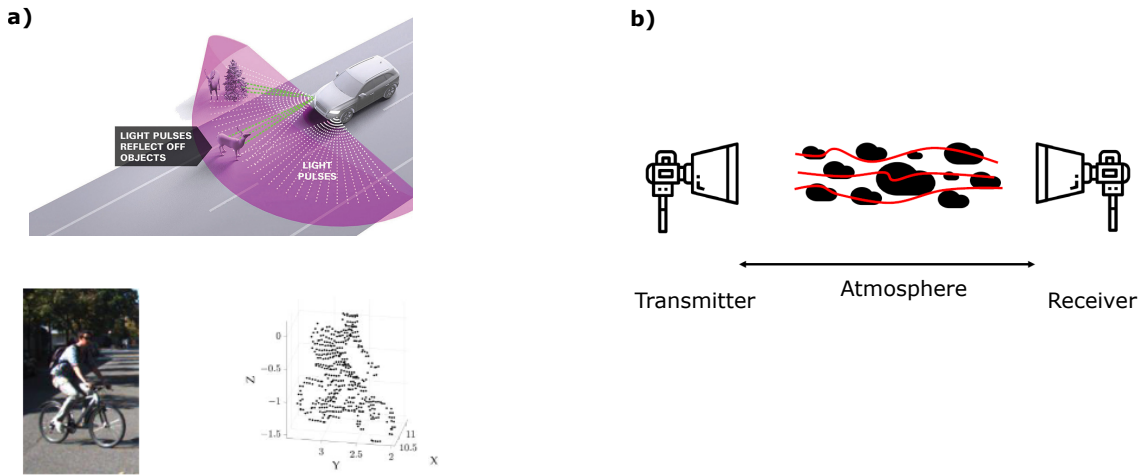 a)
LIGHT PULSES
REFLECT OFF
OBJECTS
LIGHT
PULSES
0
−0.5
−1
−1.5
Z
3
2.5
2
Y
11
10.5
X
b)
Transmitter
Atmosphere
Receiver